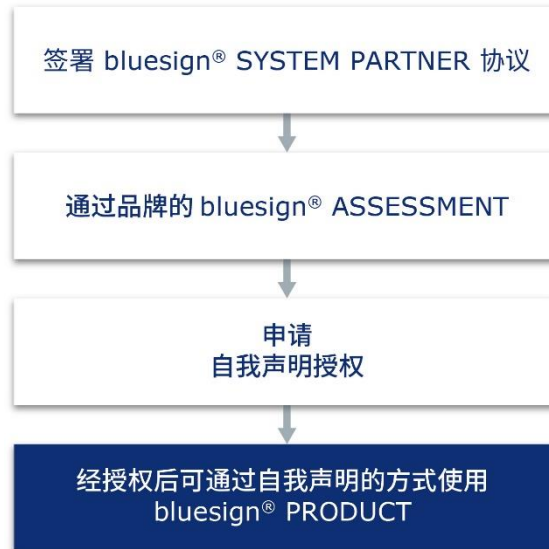 签署 bluesign® SYSTEM PARTNER 协议
通过品牌的 bluesign® ASSESSMENT
申请
自我声明授权
经授权后可通过自我声明的方式使用
bluesign® PRODUCT